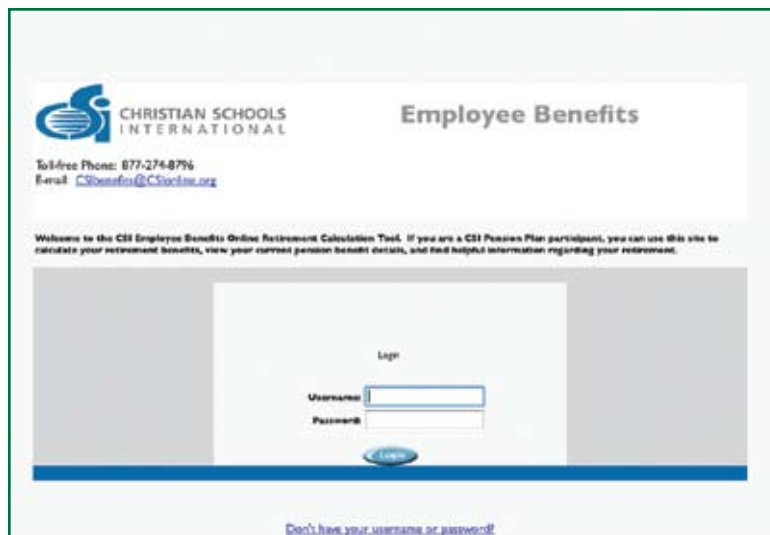 CSi
CHRISTIAN SCHOOLS
INTERNATIONAL
Employee Benefits
Toll-free Phone: 877-274-8796
E-mail: CSIbenefits@CSIonline.org
Welcome to the CSI Employee Benefits Online Retirement Calculation Tool. If you are a CSI Pension Plan participant, you can use this site to
calculate your retirement benefits, view your current pension benefit details, and find helpful information regarding your retirement.
Login
Username:
Password:
Login
Don't have your username or password?